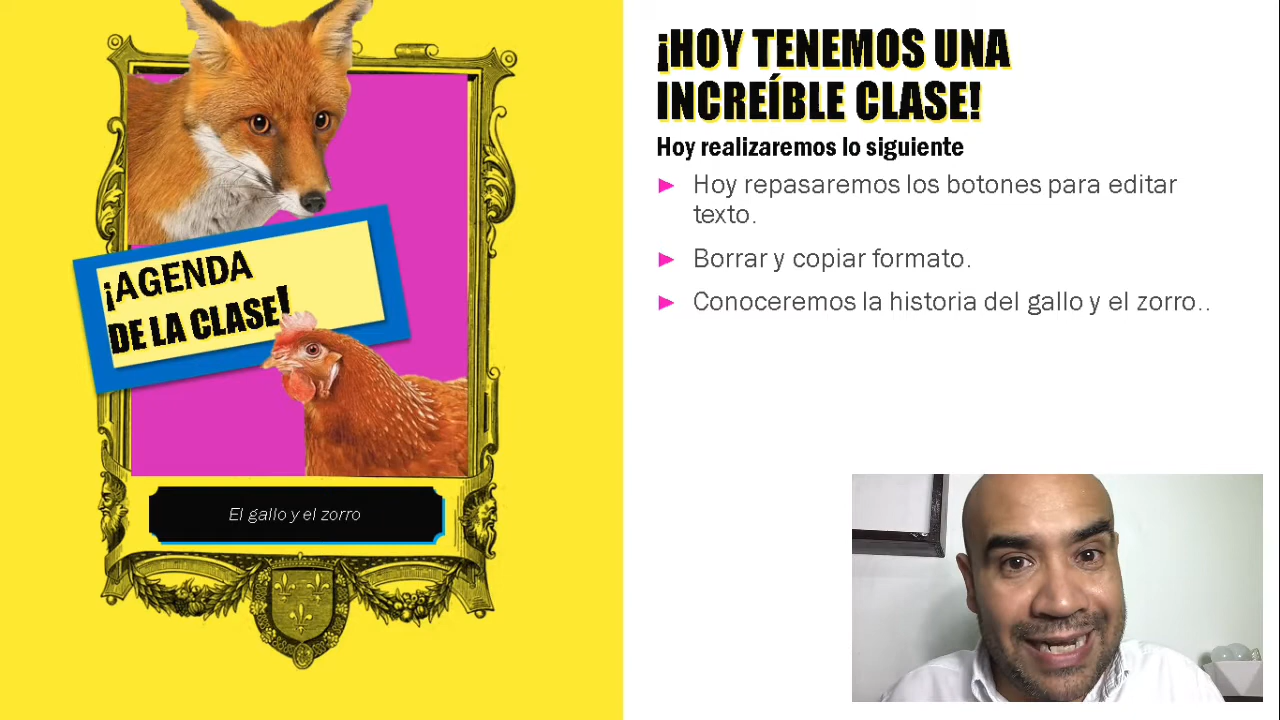 ¡AGENDA
DE LA CLASE!
El gallo y el zorro
¡HOY TENEMOS UNA
INCREÍBLE CLASE!
Hoy realizaremos lo siguiente
Hoy repasaremos los botones para editar
texto.
Borrar y copiar formato.
Conoceremos la historia del gallo y el zorro..